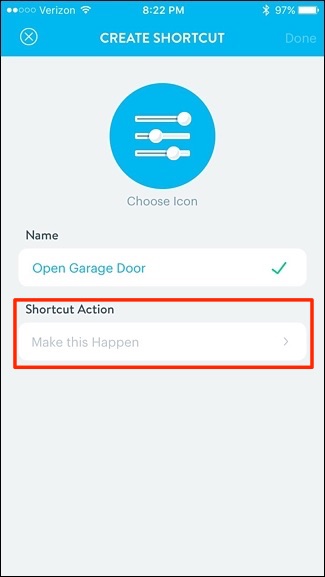 Verizon 8:22 PM 97%
CREATE SHORTCUT Done
Choose Icon
Name
Open Garage Door
Shortcut Action
Make this Happen